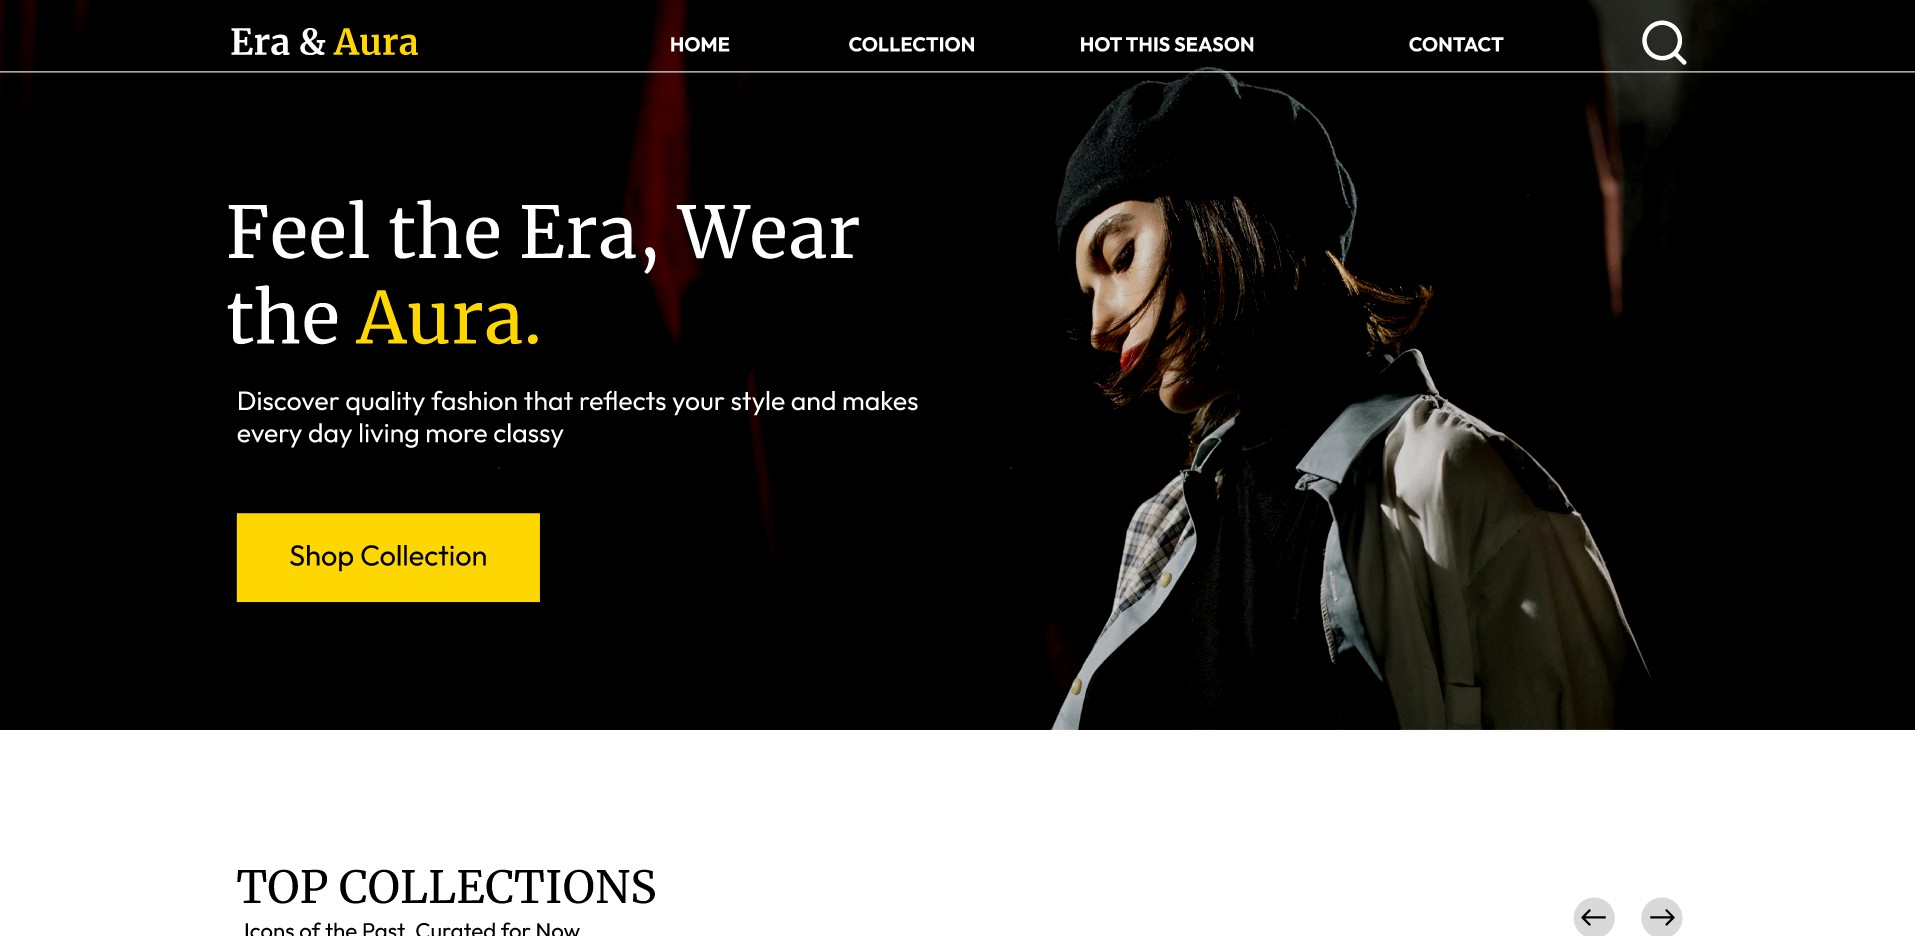 Era & Aura
HOME
COLLECTION
HOT THIS SEASON
CONTACT
Feel the Era, Wear
the Aura.
Discover quality fashion that reflects your style and makes
every day living more classy
Shop Collection
TOP COLLECTIONS
Icons of the Past, Curated for Now